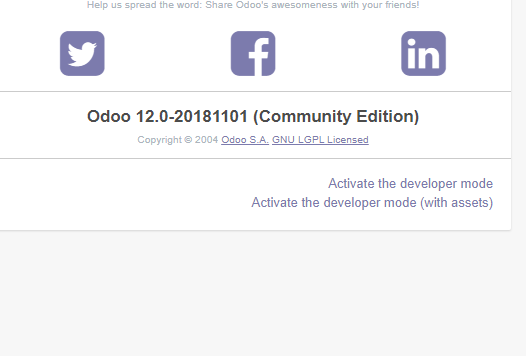 Help us spread the word: Share Odoo's awesomeness with your friends!
Odoo 12.0-20181101 (Community Edition)
Copyright © 2004 Odoo S.A. GNU LGPL Licensed
Activate the developer mode
Activate the developer mode (with assets)